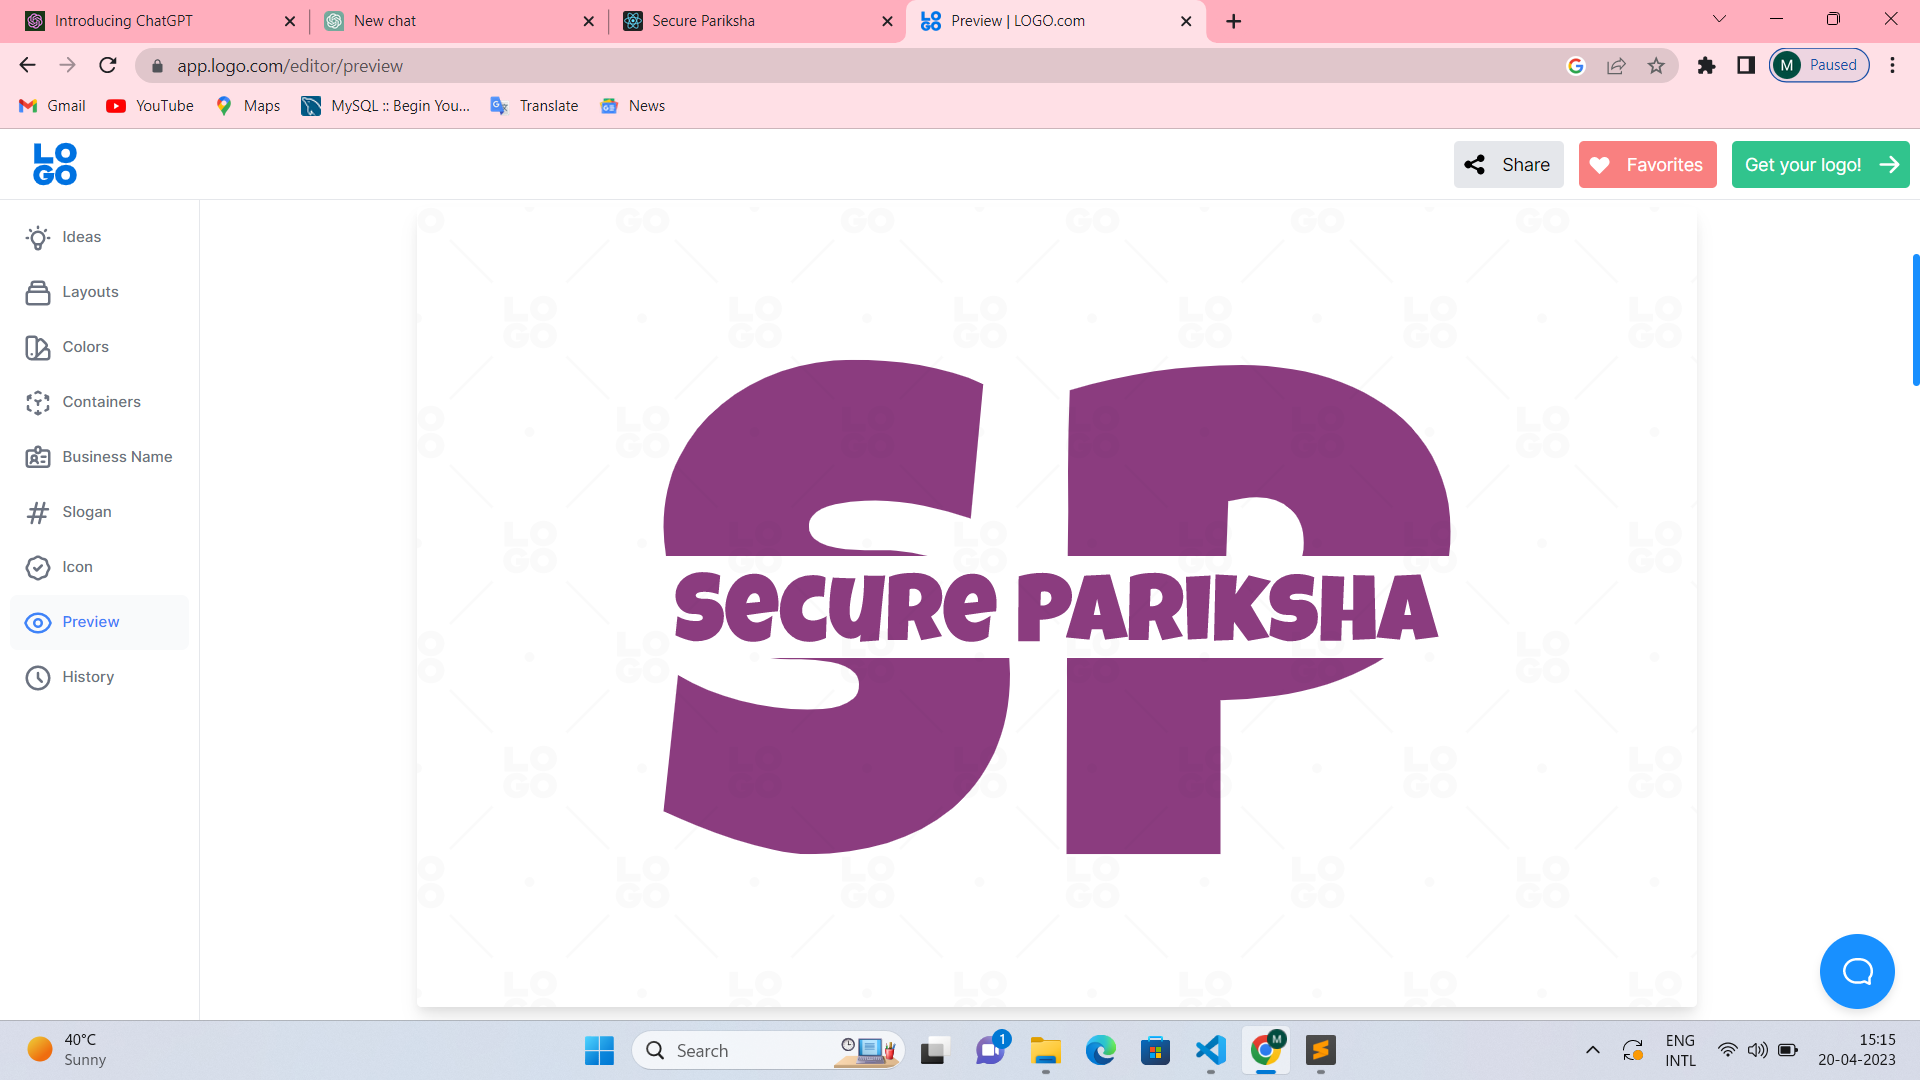 Introducing ChatGPT
New chat
Secure Pariksha
Preview | LOGO.com
app.logo.com/editor/preview
M
Paused
Gmail
YouTube
Maps
MySQL :: Begin You...
Translate
News
LO
GO
Share
Favorites
Get your logo!
Ideas
Layouts
Colors
Containers
Business Name
Slogan
Icon
Preview
History
SP
SECURE PARIKSHA
40°C
Sunny
Search
1
M
ENG
INTL
15:15
20-04-2023